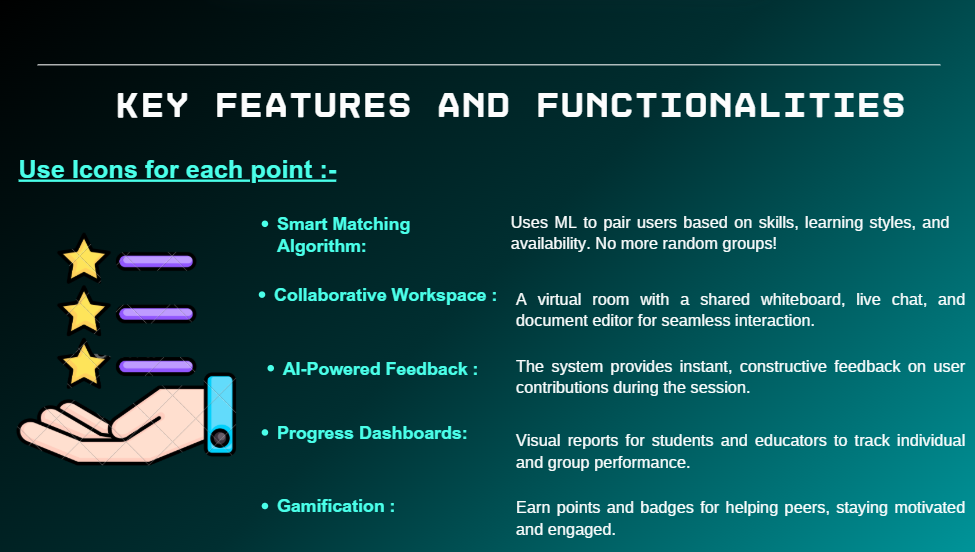 KEY FEATURES AND FUNCTIONALITIES
Use Icons for each point :-
• Smart Matching
Algorithm:
Uses ML to pair users based on skills, learning styles, and
availability. No more random groups!
• Collaborative Workspace :
A virtual room with a shared whiteboard, live chat, and
document editor for seamless interaction.
• AI-Powered Feedback :
The system provides instant, constructive feedback on user
contributions during the session.
• Progress Dashboards:
Visual reports for students and educators to track individual
and group performance.
• Gamification :
Earn points and badges for helping peers, staying motivated
and engaged.